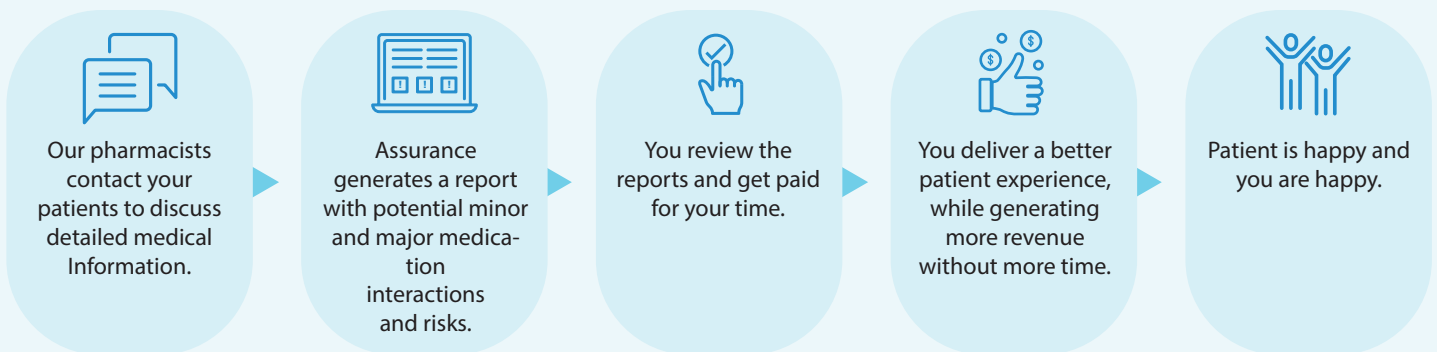 Our pharmacists
contact your
patients to discuss
detailed medical
Information.
Assurance
generates a report
with potential minor
and major medica-
tion
interactions
and risks.
You review the
reports and get paid
for your time.
You deliver a better
patient experience,
while generating
more revenue
without more time.
Patient is happy and
you are happy.